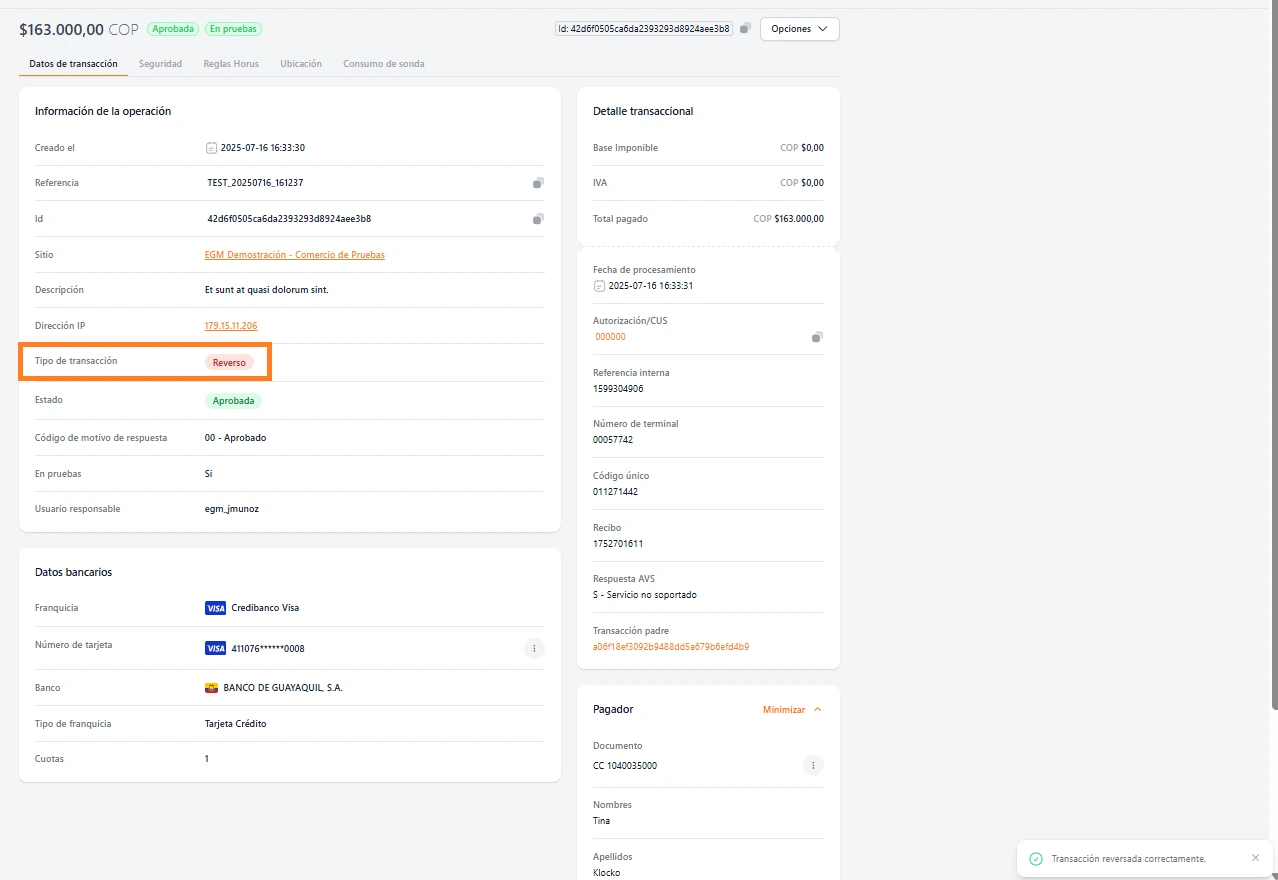 $163.000,00 COP Aprobada En pruebas Id: 42d6f0505ca6da2393293d8924aee3b8 Opciones
Datos de transacción Seguridad Reglas Horus Ubicación Consumo de sonda
Información de la operación
Creado el 2025-07-16 16:33:30
Referencia TEST_20250716_161237
Id 42d6f0505ca6da2393293d8924aee3b8
Sitio EGM Demostración - Comercio de Pruebas
Descripción Et sunt at quasi dolorum sint.
Dirección IP 179.15.11.206
Tipo de transacción Reverso
Estado Aprobada
Código de motivo de respuesta 00 - Aprobado
En pruebas Si
Usuario responsable egm_jmunoz
Datos bancarios
Franquicia VISA Credibanco Visa
Número de tarjeta VISA 411076******0008
Banco BANCO DE GUAYAQUIL, S.A.
Tipo de franquicia Tarjeta Crédito
Cuotas 1
Detalle transaccional
Base Imponible COP $0,00
IVA COP $0,00
Total pagado COP $163.000,00
Fecha de procesamiento
2025-07-16 16:33:31
Autorización/CUS
000000
Referencia interna
1599304906
Número de terminal
00057742
Código único
011271442
Recibo
1752701611
Respuesta AVS
S - Servicio no soportado
Transacción padre
a06f18ef3092b9488dd5a679b6efd4b9
Pagador Minimizar
Documento
CC 1040035000
Nombres
Tina
Apellidos
Klocko
Transacción reversada correctamente.